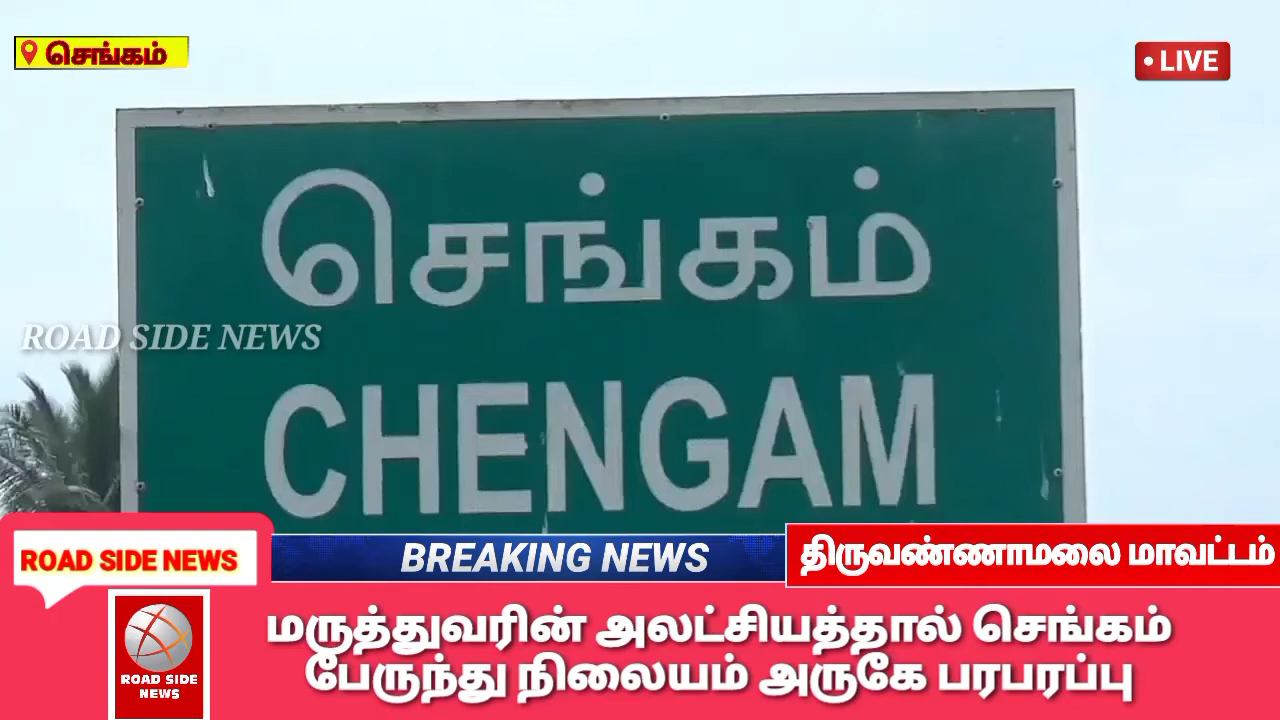 செங்கம்
• LIVE
செங்கம்
ROAD SIDE NEWS
CHENGAM
ROAD SIDE NEWS
BREAKING NEWS
திருவண்ணாமலை மாவட்டம்
மருத்துவரின் அலட்சியத்தால் செங்கம்
பேருந்து நிலையம் அருகே பரபரப்பு
ROAD SIDE
NEWS